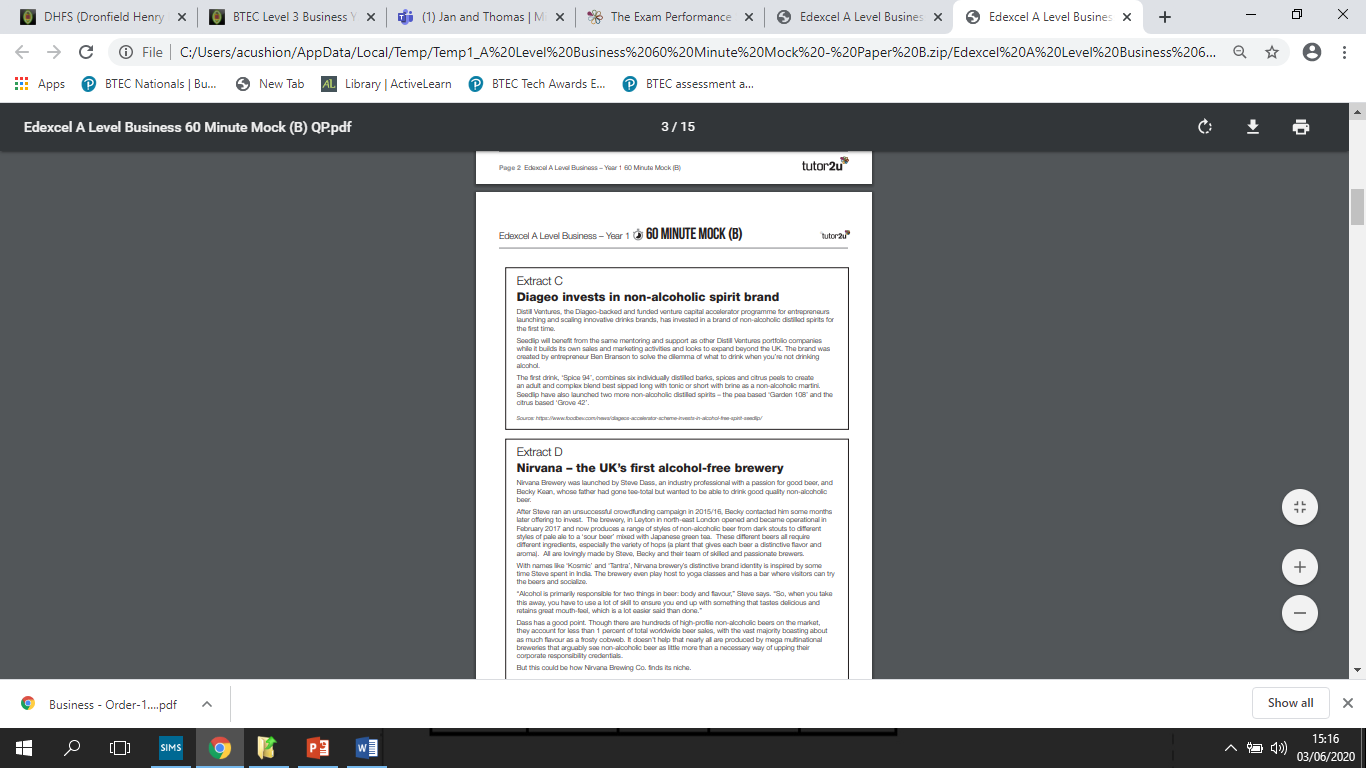 DHFS (Dronfield Henry
BTEC Level 3 Business Y
(1) Jan and Thomas | Mi
The Exam Performance
Edexcel A Level Busines
Edexcel A Level Busines
File | C:/Users/acushion/AppData/Local/Temp/Temp1_A%20Level%20Business%2060%20Minute%20Mock%20-%20Paper%20B.zip/Edexcel%20A%20Level%20Business%206...
Apps
BTEC Nationals | Bu...
New Tab
AL
Library | ActiveLearn
BTEC Tech Awards E...
BTEC assessment a...
Edexcel A Level Business 60 Minute Mock (B) QP.pdf
3 / 15
Page 2 Edexcel A Level Business – Year 1 60 Minute Mock (B)
tutor2u
Edexcel A Level Business – Year 1 60 MINUTE MOCK (B)
tutor2u
Extract C
Diageo invests in non-alcoholic spirit brand
Distill Ventures, the Diageo-backed and funded venture capital accelerator programme for entrepreneurs
launching and scaling innovative drinks brands, has invested in a brand of non-alcoholic distilled spirits for
the first time.
Seedlip will benefit from the same mentoring and support as other Distill Ventures portfolio companies
while it builds its own sales and marketing activities and looks to expand beyond the UK. The brand was
created by entrepreneur Ben Branson to solve the dilemma of what to drink when you're not drinking
alcohol.
The first drink, 'Spice 94', combines six individually distilled barks, spices and citrus peels to create
an adult and complex blend best sipped long with tonic or short with brine as a non-alcoholic martini.
Seedlip have also launched two more non-alcoholic distilled spirits – the pea based 'Garden 108' and the
citrus based 'Grove 42'.
Source: https://www.foodbev.com/news/diageos-accelerator-scheme-invests-in-alcohol-free-spirit-seedlip/
Extract D
Nirvana – the UK's first alcohol-free brewery
Nirvana Brewery was launched by Steve Dass, an industry professional with a passion for good beer, and
Becky Kean, whose father had gone tee-total but wanted to be able to drink good quality non-alcoholic
beer.
After Steve ran an unsuccessful crowdfunding campaign in 2015/16, Becky contacted him some months
later offering to invest. The brewery, in Leyton in north-east London opened and became operational in
February 2017 and now produces a range of styles of non-alcoholic beer from dark stouts to different
styles of pale ale to a 'sour beer' mixed with Japanese green tea. These different beers all require
different ingredients, especially the variety of hops (a plant that gives each beer a distinctive flavor and
aroma). All are lovingly made by Steve, Becky and their team of skilled and passionate brewers.
With names like 'Kosmic' and 'Tantra', Nirvana brewery's distinctive brand identity is inspired by some
time Steve spent in India. The brewery even play host to yoga classes and has a bar where visitors can try
the beers and socialize.
"Alcohol is primarily responsible for two things in beer: body and flavour," Steve says. "So, when you take
this away, you have to use a lot of skill to ensure you end up with something that tastes delicious and
retains great mouth-feel, which is a lot easier said than done."
Dass has a good point. Though there are hundreds of high-profile non-alcoholic beers on the market,
they account for less than 1 percent of total worldwide beer sales, with the vast majority boasting about
as much flavour as a frosty cobweb. It doesn't help that nearly all are produced by mega multinational
breweries that arguably see non-alcoholic beer as little more than a necessary way of upping their
corporate responsibility credentials.
But this could be how Nirvana Brewing Co. finds its niche.
Business - Order-1....pdf
Show all
SIMS
15:16
03/06/2020